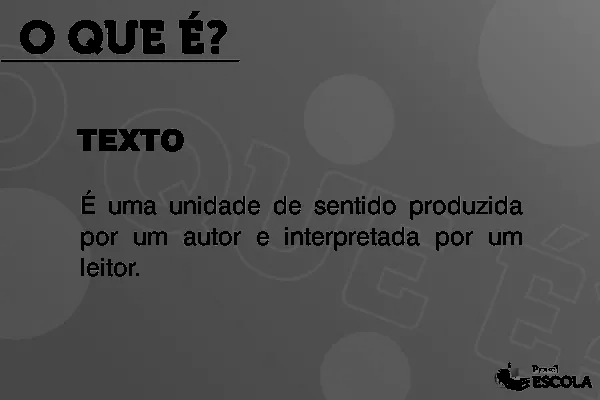 O QUE É?
TEXTO
É uma unidade de sentido produzida
por um autor e interpretada por um
leitor.
Brasil
ESCOLA